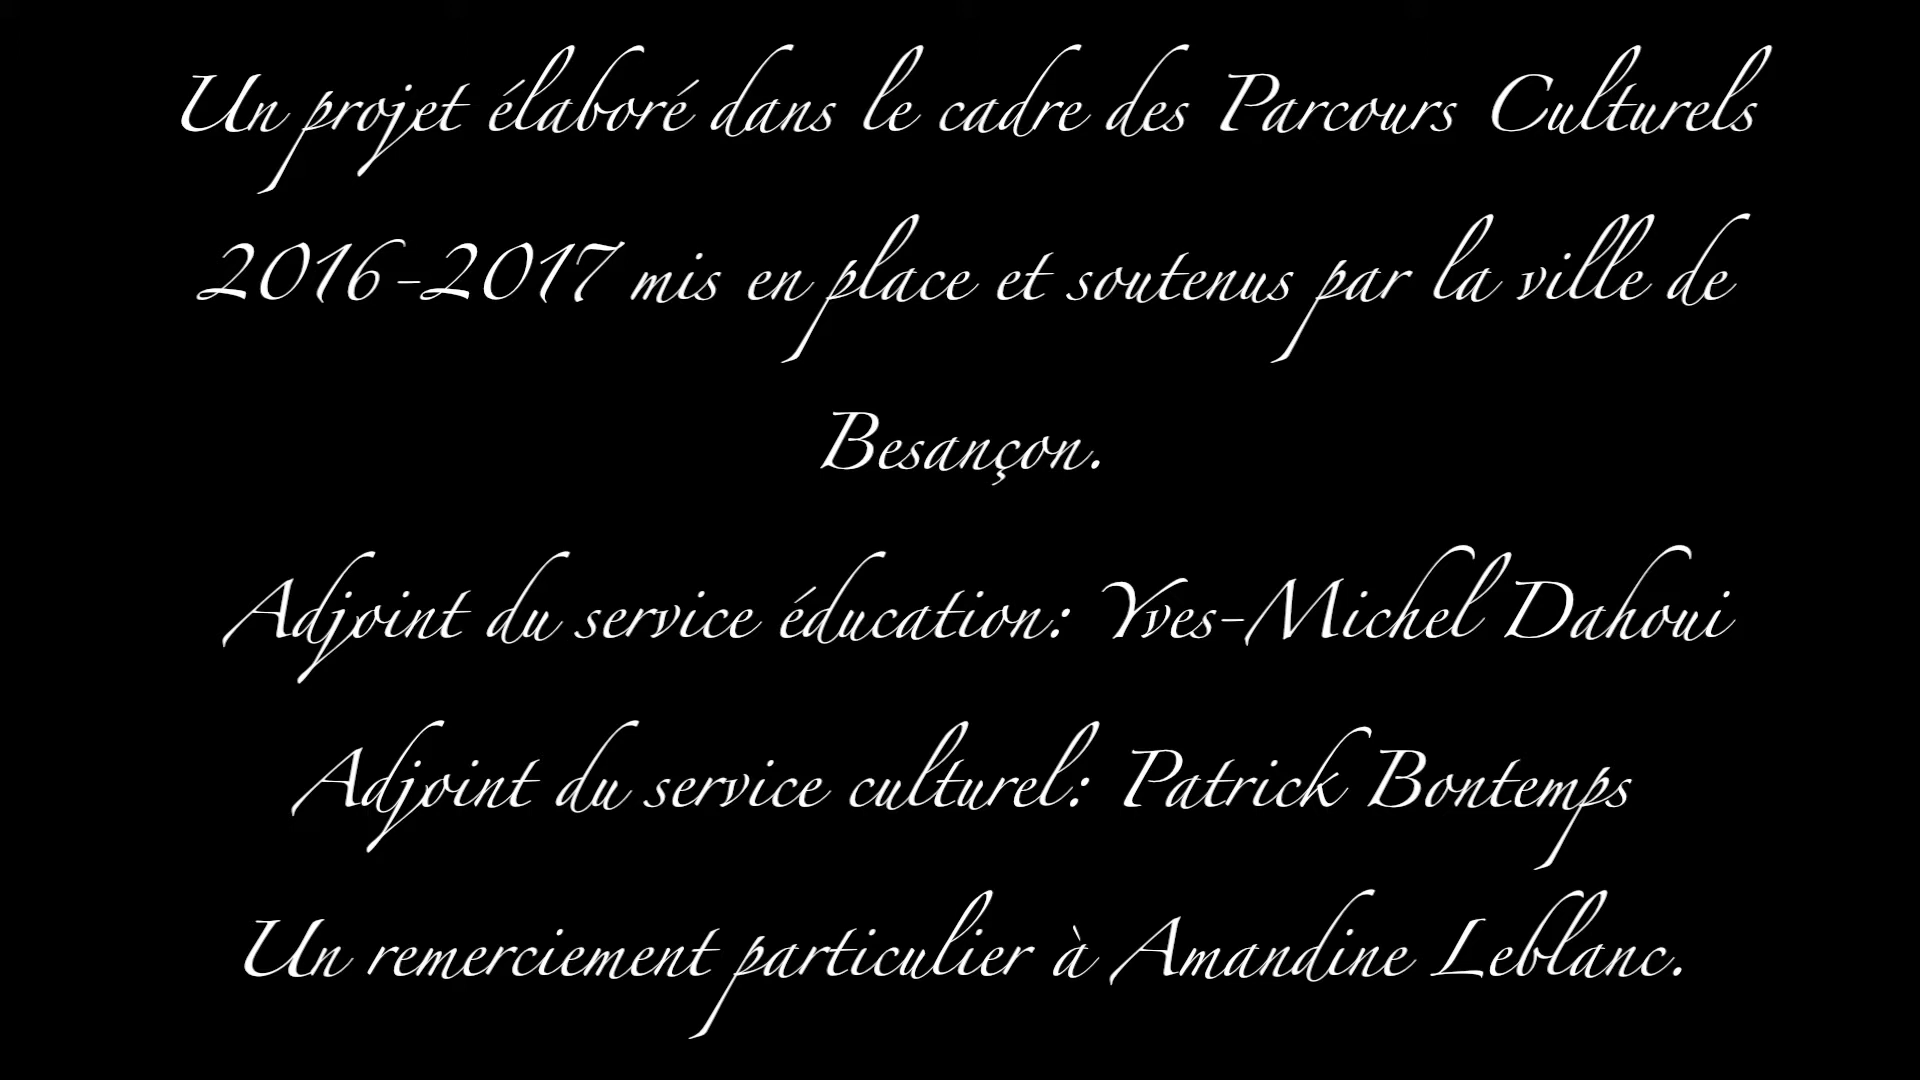 Un projet élaboré dans le cadre des Parcours Culturels
2016-2017 mis en place et soutenus par la ville de
Besançon.
Adjoint du service éducation: Yves-Michel Dahoui
Adjoint du service culturel: Patrick Bontemps
Un remerciement particulier à Amandine Leblanc.